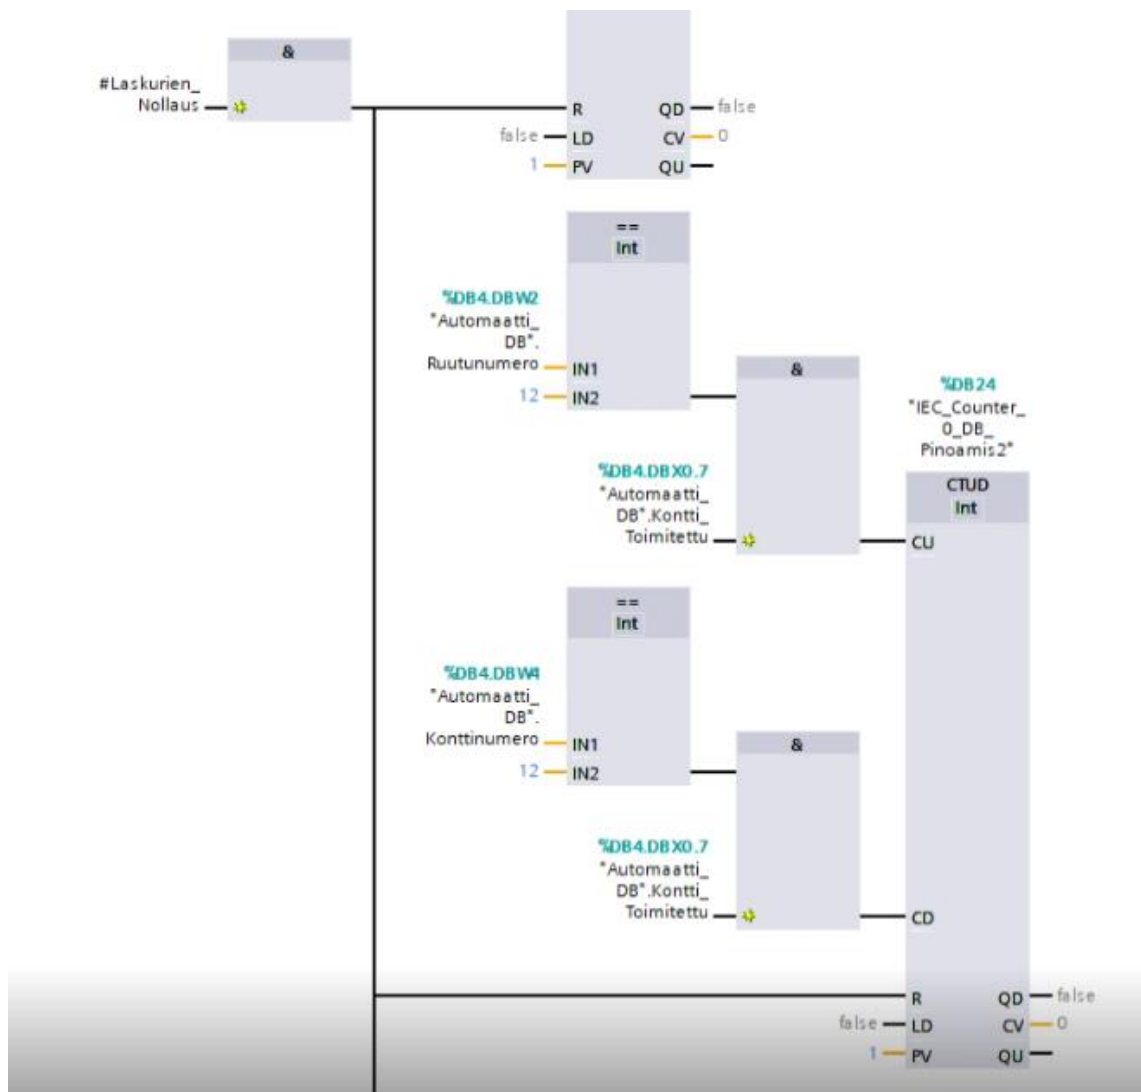 &
#Laskurien_
Nollaus
R QD false
false LD CV 0
1 PV QU
==
Int
%DB4.DBW2
"Automaatti_
DB".
Ruutunumero IN1
12 IN2
&
%DB24
"IEC_Counter_
0_DB_
Pinoamis2"
%DB4.DBX0.7
"Automaatti_
DB".Kontti_
Toimitettu
CTUD
Int
CU
==
Int
%DB4.DBW4
"Automaatti_
DB".
Konttinumero IN1
12 IN2
&
%DB4.DBX0.7
"Automaatti_
DB".Kontti_
Toimitettu
CD
R QD false
false LD CV 0
1 PV QU